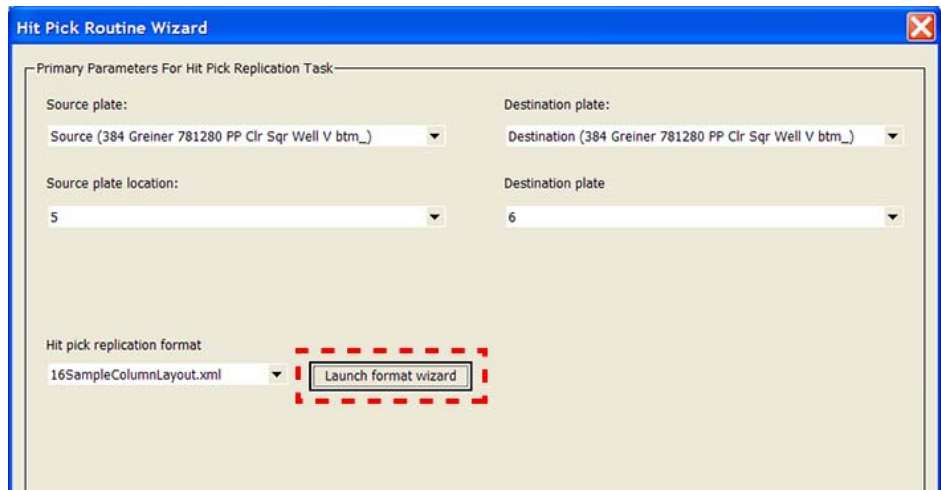 Hit Pick Routine Wizard
Primary Parameters For Hit Pick Replication Task
Source plate:
Destination plate:
Source (384 Greiner 781280 PP Clr Sqr Well V btm_)
Destination (384 Greiner 781280 PP Clr Sqr Well V btm_)
Source plate location:
Destination plate
5
6
Hit pick replication format
16SampleColumnLayout.xml
Launch format wizard